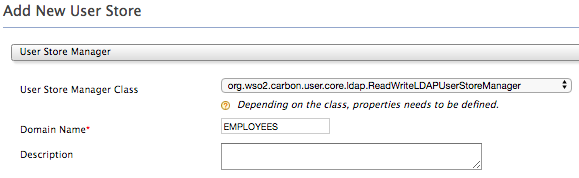 Add New User Store
User Store Manager
User Store Manager Class
org.wso2.carbon.user.core.ldap.ReadWriteLDAPUserStoreManager
Depending on the class, properties needs to be defined.
Domain Name*
EMPLOYEES
Description